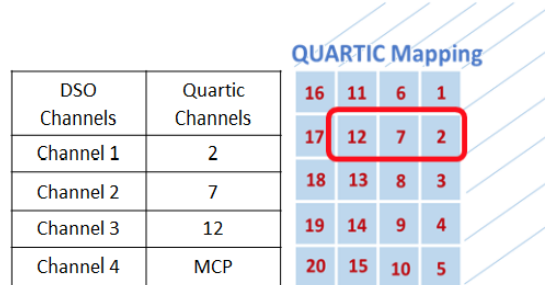 QUARTIC Mapping
DSO Channels Quartic Channels
Channel 1 2
Channel 2 7
Channel 3 12
Channel 4 MCP
16 11 6 1
17 12 7 2
18 13 8 3
19 14 9 4
20 15 10 5